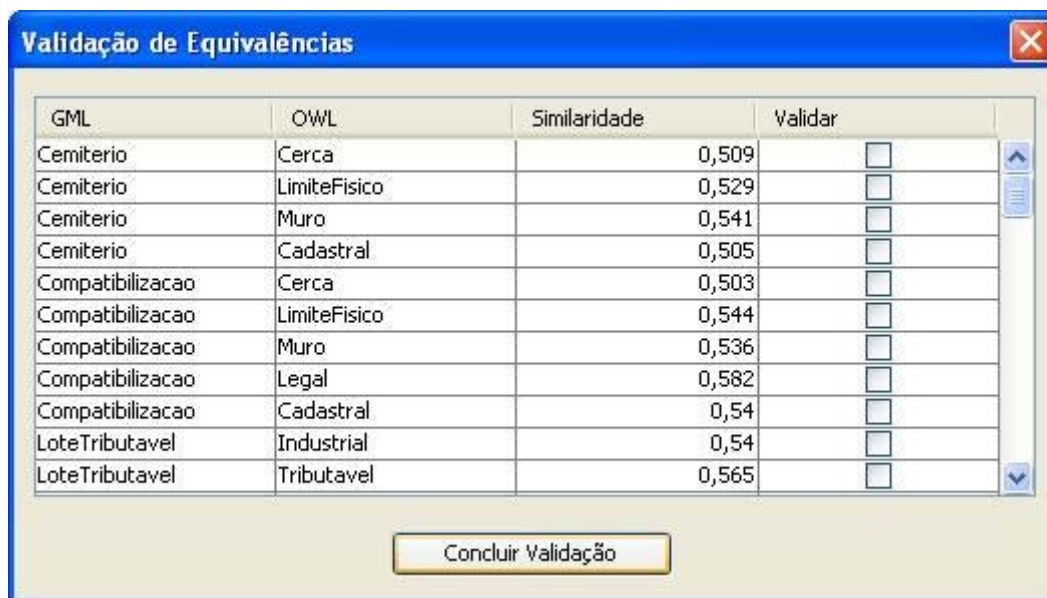 Validação de Equivalências
GML OWL Similaridade Validar
Cemiterio Cerca 0,509
Cemiterio LimiteFisico 0,529
Cemiterio Muro 0,541
Cemiterio Cadastral 0,505
Compatibilizacao Cerca 0,503
Compatibilizacao LimiteFisico 0,544
Compatibilizacao Muro 0,536
Compatibilizacao Legal 0,582
Compatibilizacao Cadastral 0,54
LoteTributavel Industrial 0,54
LoteTributavel Tributavel 0,565
Concluir Validação